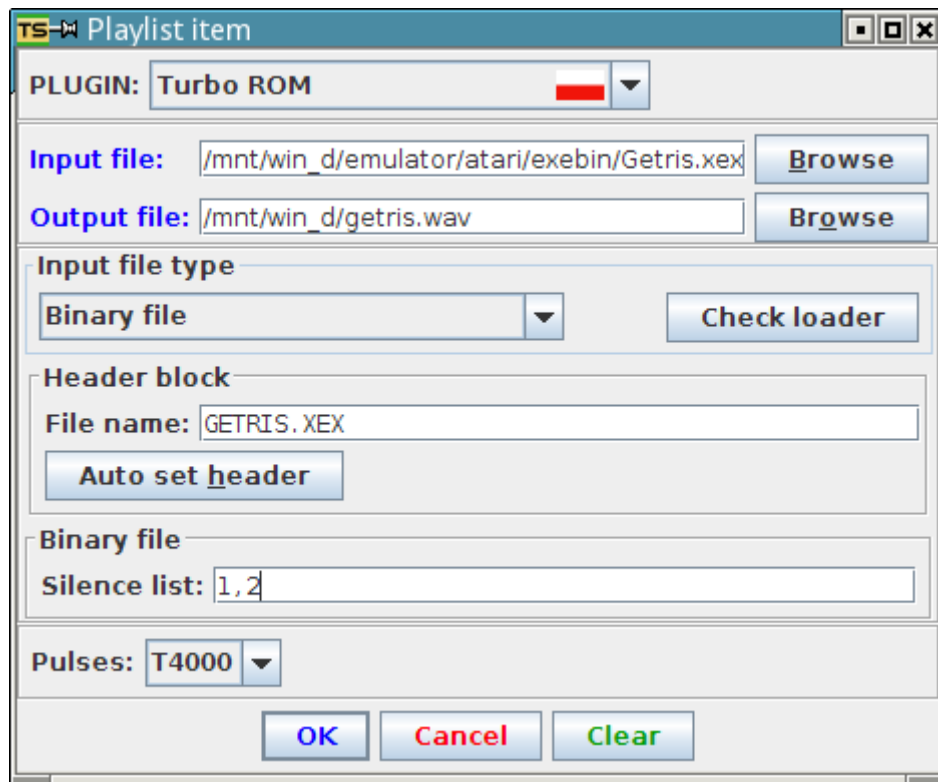 TS Playlist item
PLUGIN: Turbo ROM
Input file: /mnt/win_d/emulator/atari/exebin/Getris.xex Browse
Output file: /mnt/win_d/getris.wav Browse
Input file type
Binary file Check loader
Header block
File name: GETRIS.XEX
Auto set header
Binary file
Silence list: 1,2
Pulses: T4000
OK Cancel Clear